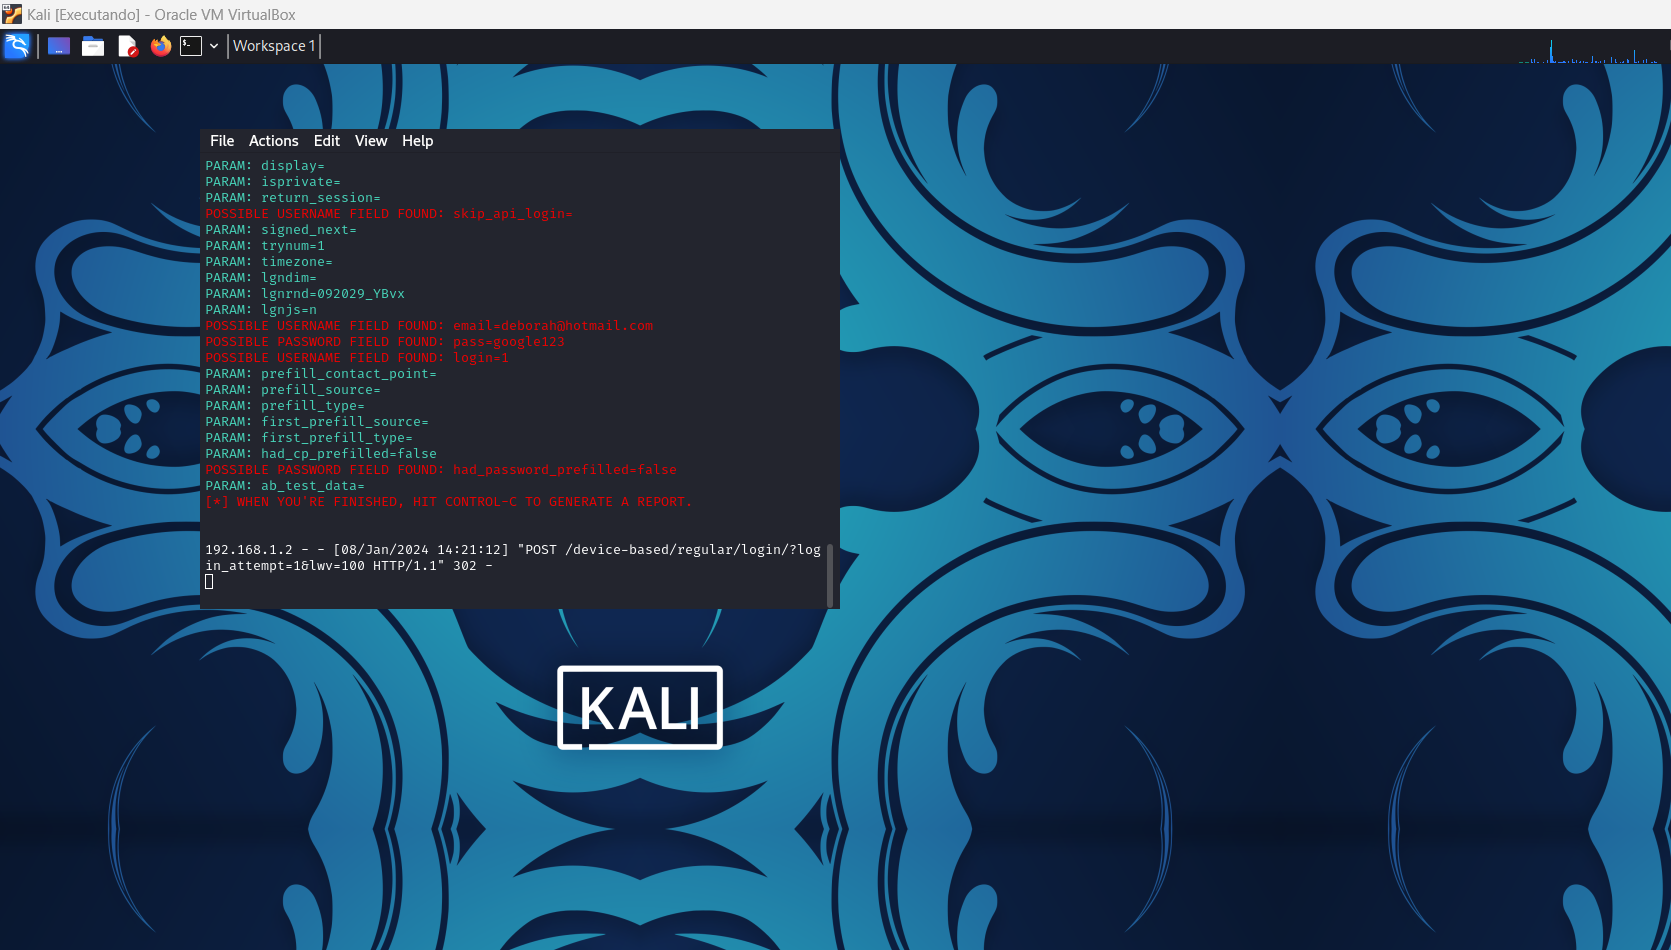 Kali [Executando] - Oracle VM VirtualBox
Workspace 1
File Actions Edit View Help
PARAM: display=
PARAM: isprivate=
PARAM: return_session=
POSSIBLE USERNAME FIELD FOUND: skip_api_login=
PARAM: signed_next=
PARAM: trynum=1
PARAM: timezone=
PARAM: lgndim=
PARAM: lgnrnd=092029_YBvx
PARAM: lgnjs=n
POSSIBLE USERNAME FIELD FOUND: email=deborah@hotmail.com
POSSIBLE PASSWORD FIELD FOUND: pass=google123
POSSIBLE USERNAME FIELD FOUND: login=1
PARAM: prefill_contact_point=
PARAM: prefill_source=
PARAM: prefill_type=
PARAM: first_prefill_source=
PARAM: first_prefill_type=
PARAM: had_cp_prefilled=false
POSSIBLE PASSWORD FIELD FOUND: had_password_prefilled=false
PARAM: ab_test_data=
[*] WHEN YOU'RE FINISHED, HIT CONTROL-C TO GENERATE A REPORT.
192.168.1.2 - - [08/Jan/2024 14:21:12] "POST /device-based/regular/login/?log
in_attempt=1&lwv=100 HTTP/1.1" 302 -
KALI